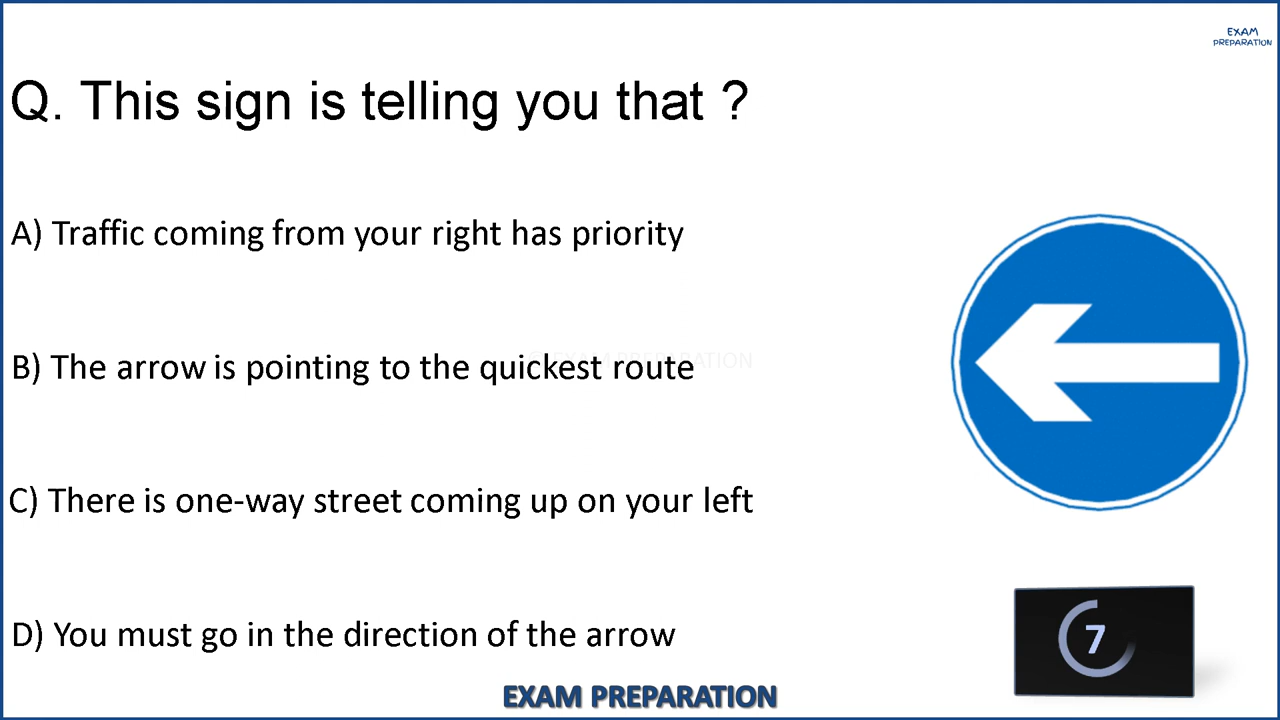 EXAM
PREPARATION
Q. This sign is telling you that ?
A) Traffic coming from your right has priority
B) The arrow is pointing to the quickest route
EXAM PREPARATION
C) There is one-way street coming up on your left
D) You must go in the direction of the arrow
7
EXAM PREPARATION